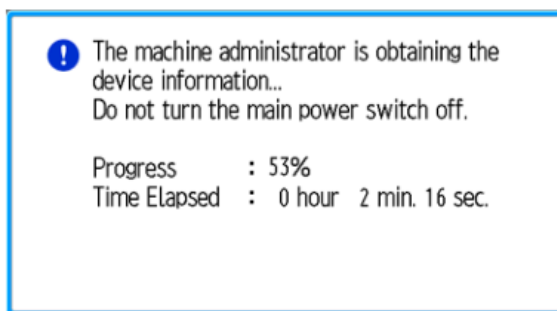 The machine administrator is obtaining the
device information...
Do not turn the main power switch off.
Progress : 53%
Time Elapsed : 0 hour 2 min. 16 sec.